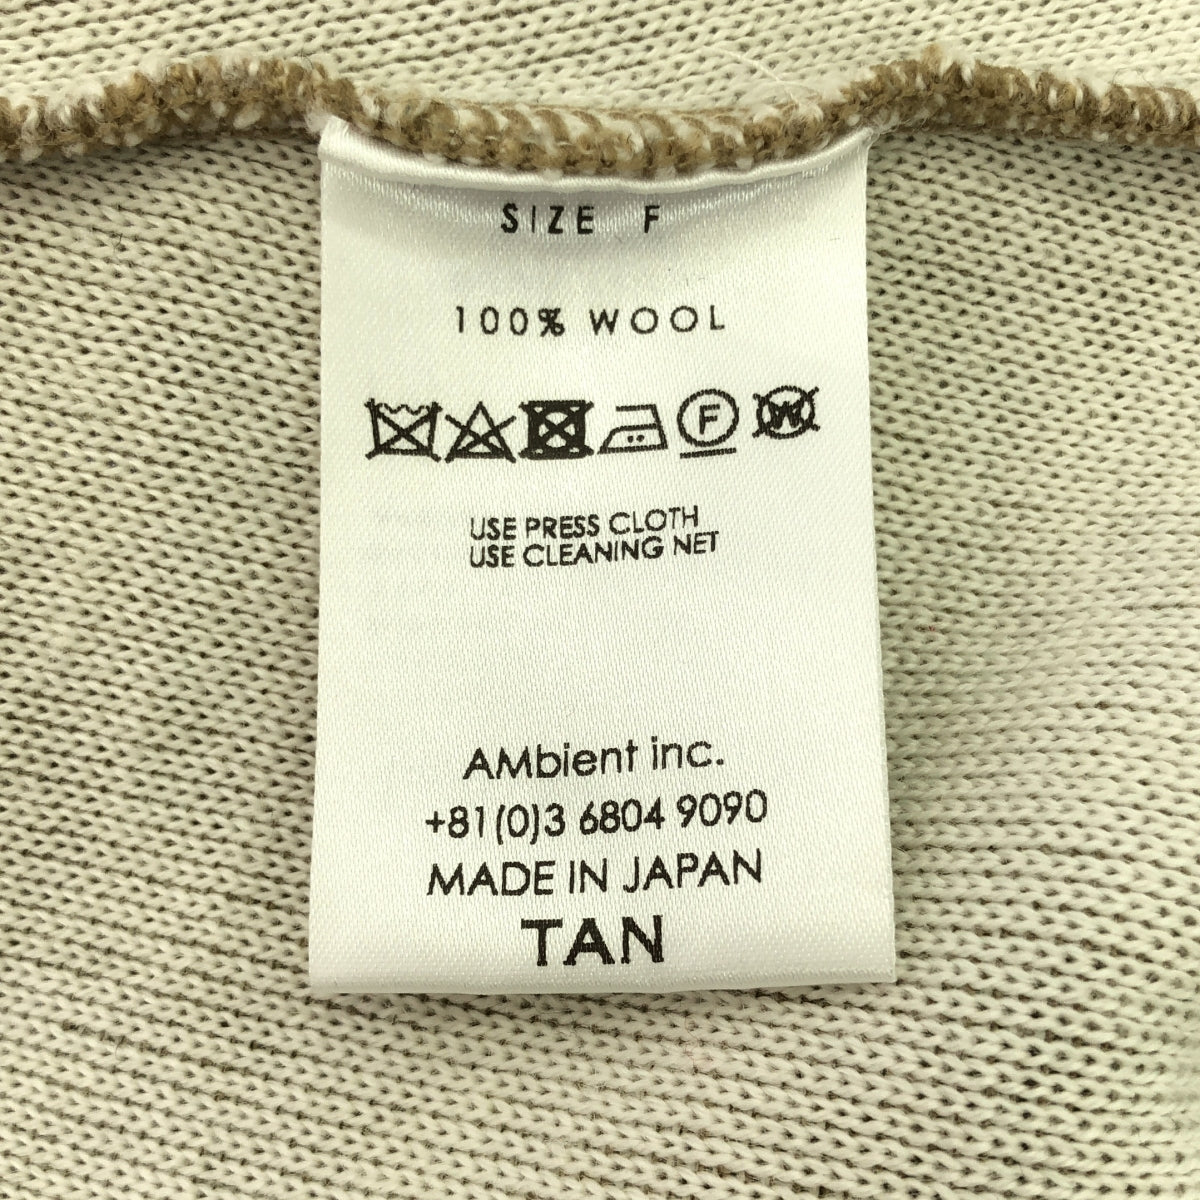 SIZE F
100% WOOL
F W
USE PRESS CLOTH
USE CLEANING NET
AMbient inc.
+81(0)3 6804 9090
MADE IN JAPAN
TAN